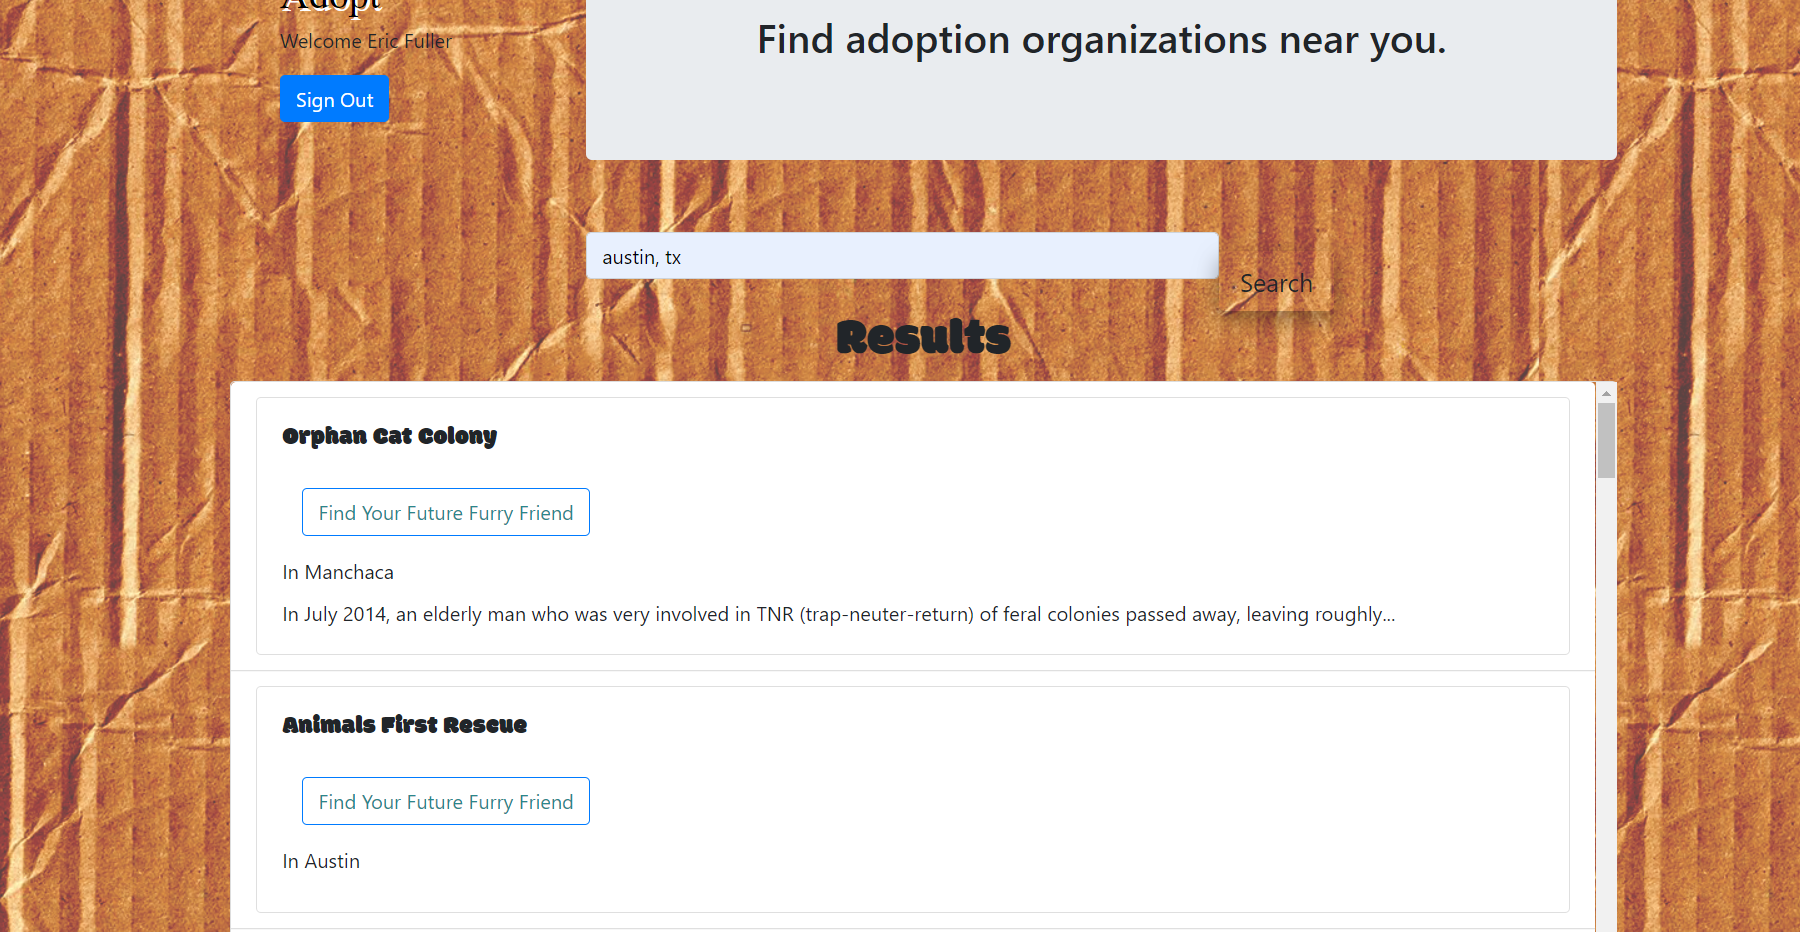 Adopt
Welcome Eric Fuller
Sign Out
Find adoption organizations near you.
austin, tx
Search
Results
Orphan Cat Colony
Find Your Future Furry Friend
In Manchaca
In July 2014, an elderly man who was very involved in TNR (trap-neuter-return) of feral colonies passed away, leaving roughly...
Animals First Rescue
Find Your Future Furry Friend
In Austin